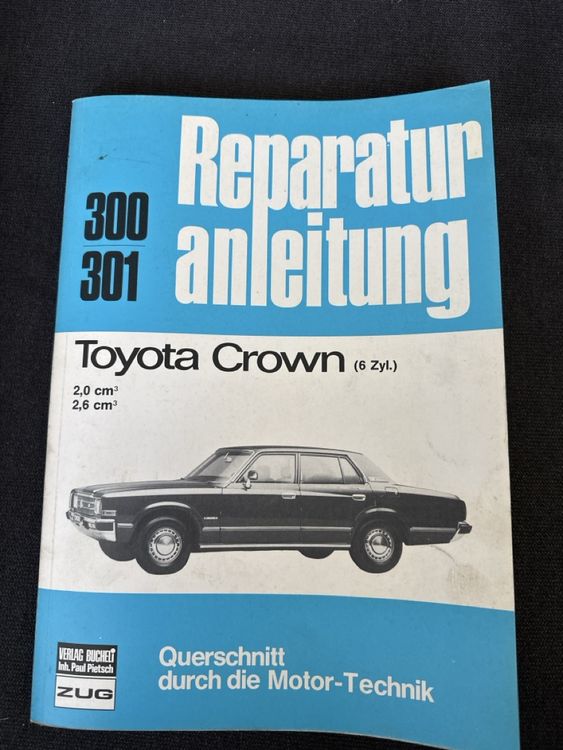 Reparatur
anleitung
300
301
Toyota Crown (6 Zyl.)
2,0 cm³
2,6 cm³
VERLAG BUCHELI
Inh. Paul Pietsch
ZUG
Querschnitt
durch die Motor-Technik